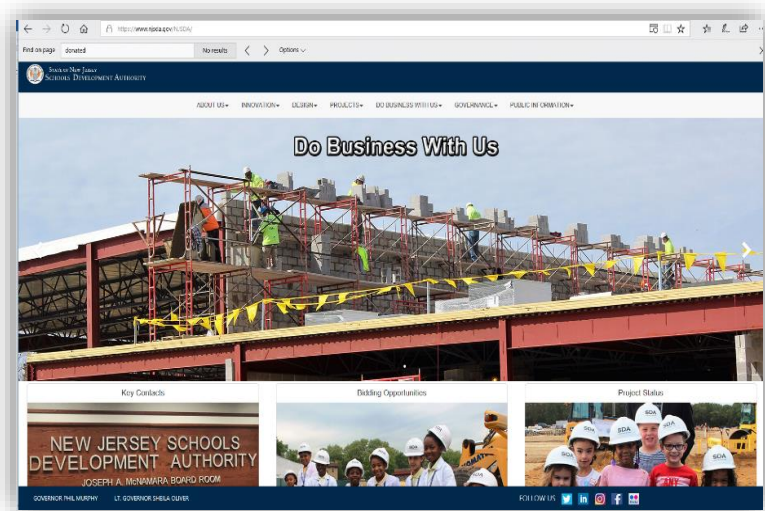 https://www.njsda.gov/NJSDA/
Find on page donated No results Options
STATE OF NEW JERSEY
SCHOOLS DEVELOPMENT AUTHORITY
ABOUT US INNOVATION DESIGN PROJECTS DO BUSINESS WITH US GOVERNANCE PUBLIC INFORMATION
Do Business With Us
Key Contacts Bidding Opportunities Project Status
NEW JERSEY SCHOOLS
DEVELOPMENT AUTHORITY
JOSEPH A. McNAMARA BOARD ROOM
SDA SDA SDA SDA SDA
GOVERNOR PHIL MURPHY LT. GOVERNOR SHEILA OLIVER FOLLOW US